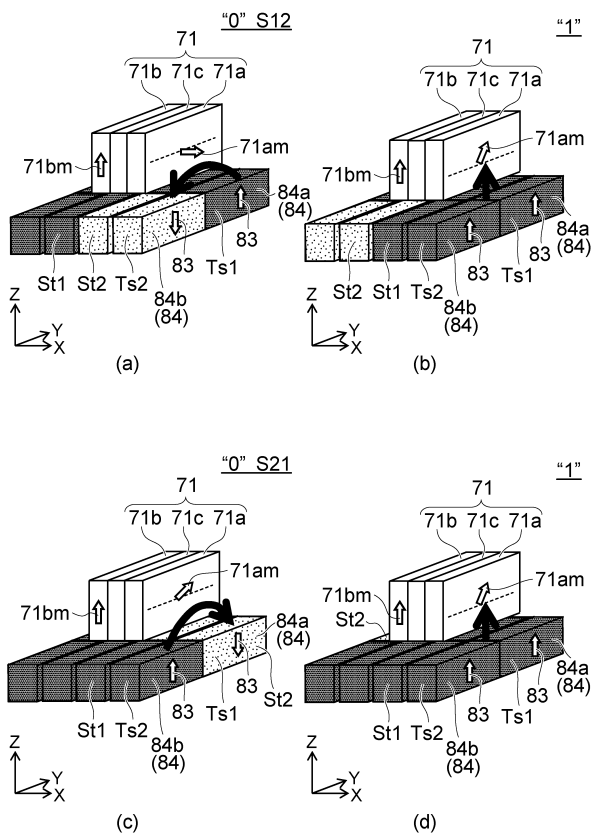 “0” S12
71
71b 71c 71a
71am
71bm
84a
(84)
83
83
Ts1
St1 St2 Ts2
84b
(84)
Z
Y
X
(a)
“1”
71
71b 71c 71a
71am
71bm
84a
(84)
83
83
Ts1
St2 St1 Ts2
84b
(84)
Z
Y
X
(b)
“0” S21
71
71b 71c 71a
71am
71bm
84a
(84)
83
83
Ts1 St2
St1 Ts2
84b
(84)
Z
Y
X
(c)
“1”
71
71b 71c 71a
71am
71bm
St2
84a
(84)
83
83
Ts1
St1 Ts2
84b
(84)
Z
Y
X
(d)